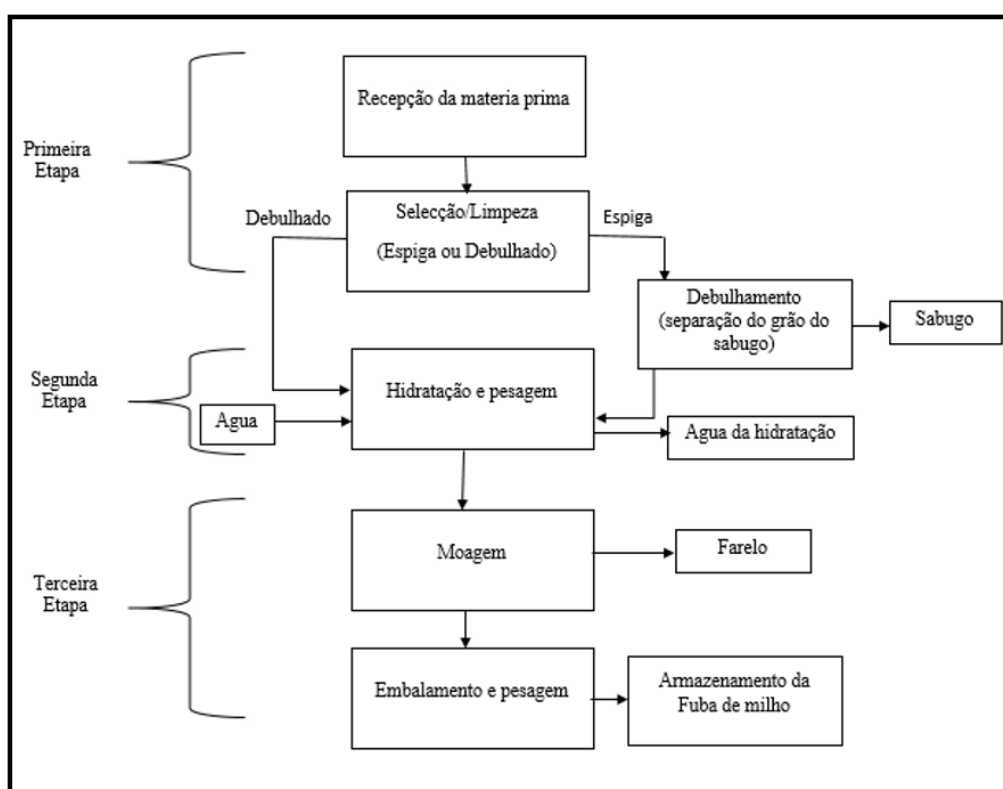 Recepção da materia prima
Primeira
Etapa
Debulhado
Selecção/Limpeza
(Espiga ou Debulhado)
Espiga
Debulhamento
(separação do grão do
sabugo)
Sabugo
Segunda
Etapa
Hidratação e pesagem
Agua
Agua da hidratação
Moagem
Farelo
Terceira
Etapa
Embalamento e pesagem
Armazenamento da
Fuba de milho